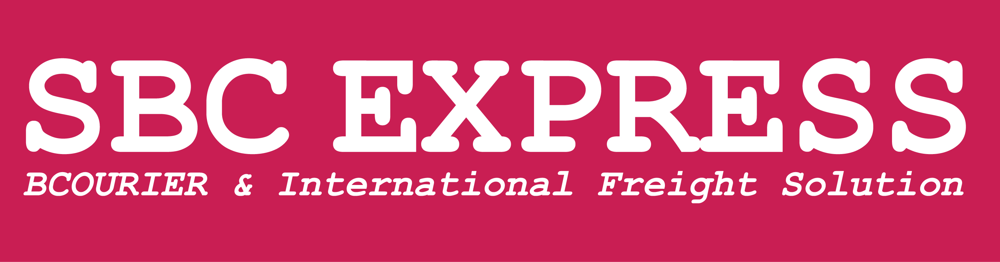 SBC EXPRESS
BCOURIER & International Freight Solution